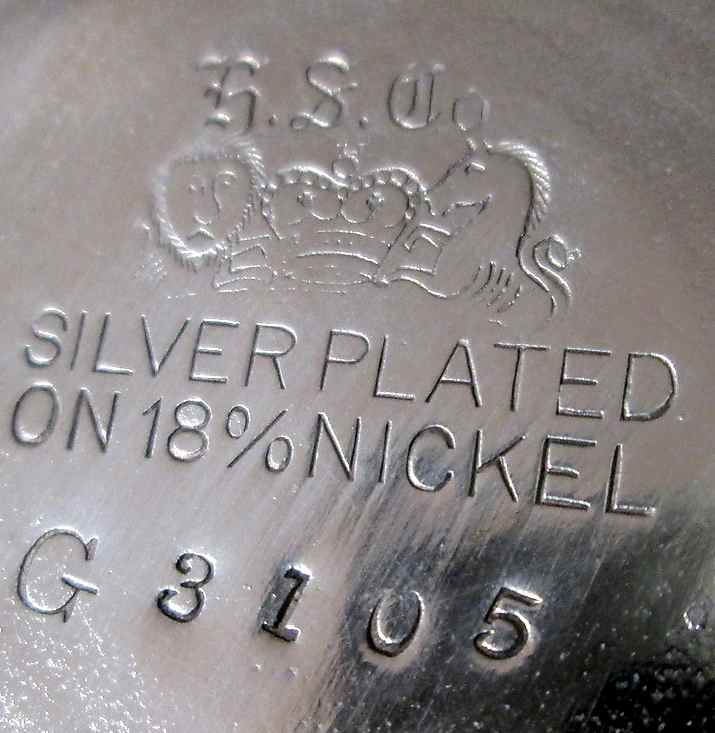 H.S.Co
SILVER PLATED
ON 18% NICKEL
G 3105